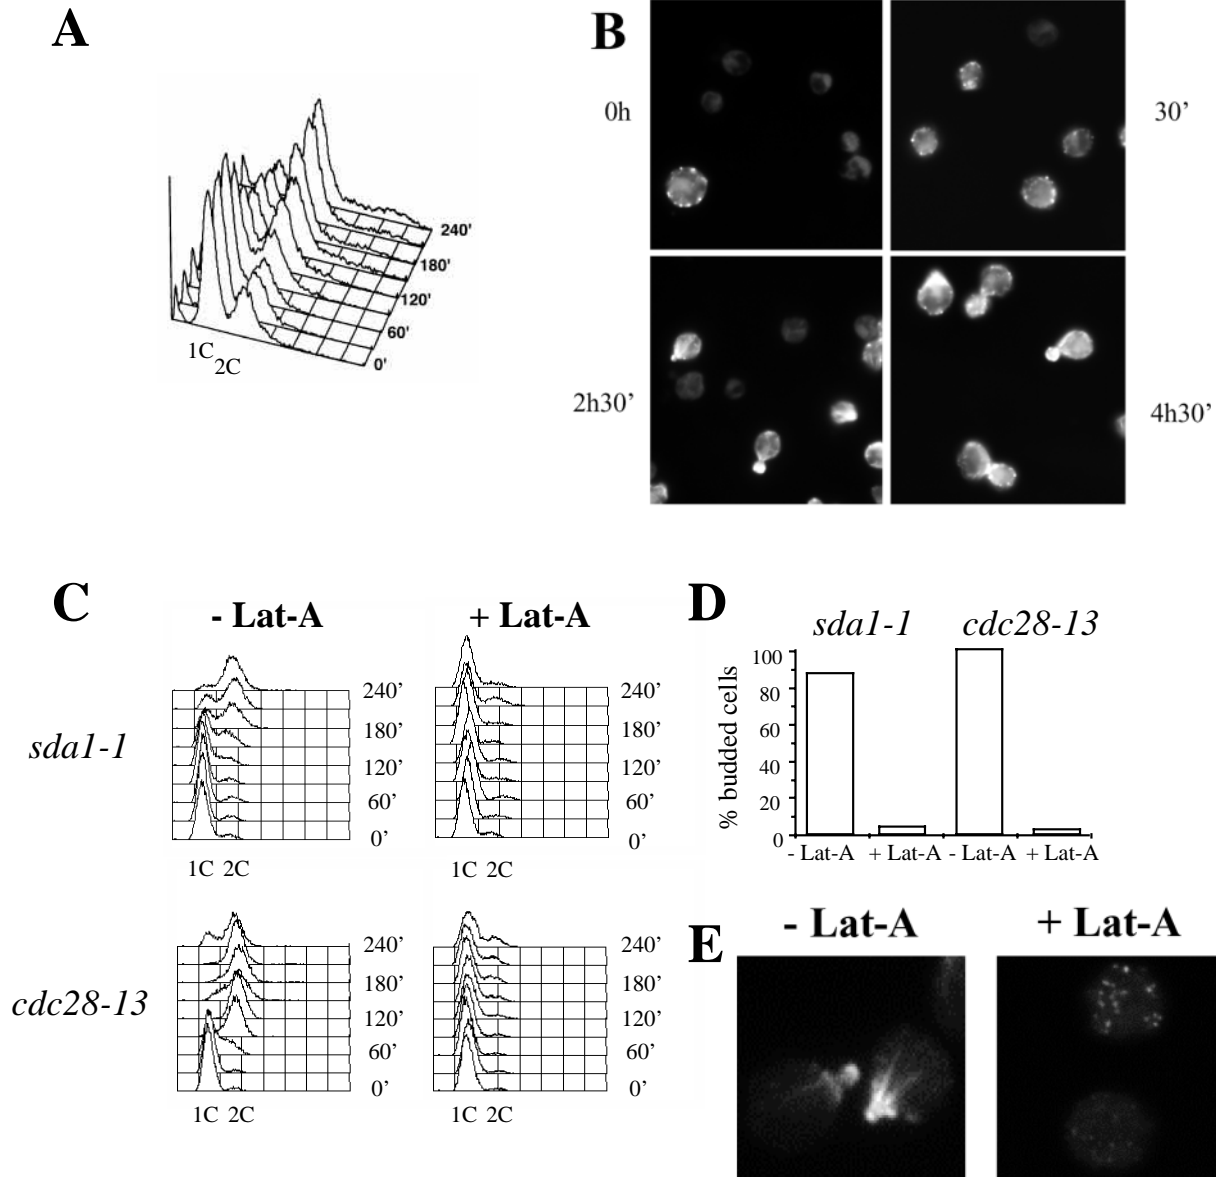 A
240'
180'
120'
60'
0'
1C
2C
B
0h
30’
2h30’
4h30’
C
- Lat-A
+ Lat-A
sda1-1
240’
180’
120’
60’
0’
1C 2C
240’
180’
120’
60’
0’
1C 2C
cdc28-13
240’
180’
120’
60’
0’
1C 2C
240’
180’
120’
60’
0’
1C 2C
D
sda1-1 cdc28-13
% budded cells
100
80
60
40
20
0
- Lat-A + Lat-A - Lat-A + Lat-A
E
- Lat-A
+ Lat-A